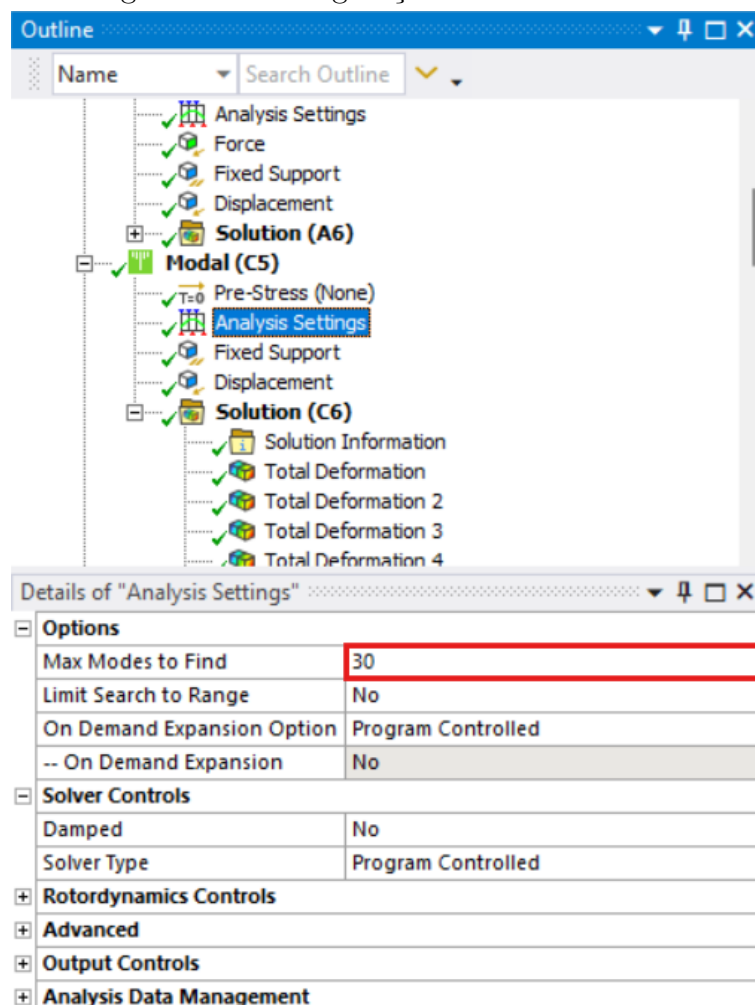 Outline
Name Search Outline
Analysis Settings
Force
Fixed Support
Displacement
Solution (A6)
Modal (C5)
T=0 Pre-Stress (None)
Analysis Settings
Fixed Support
Displacement
Solution (C6)
Solution Information
Total Deformation
Total Deformation 2
Total Deformation 3
Total Deformation 4
Details of "Analysis Settings"
Options
Max Modes to Find 30
Limit Search to Range No
On Demand Expansion Option Program Controlled
-- On Demand Expansion No
Solver Controls
Damped No
Solver Type Program Controlled
Rotordynamics Controls
Advanced
Output Controls
Analysis Data Management